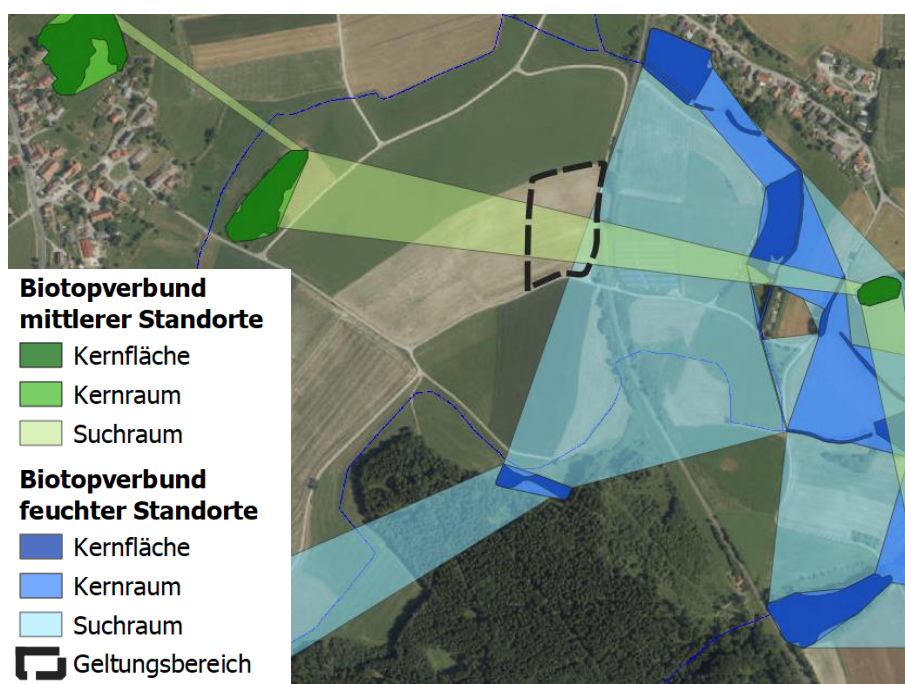 Biotopverbund
mittlerer Standorte
Kernfläche
Kernraum
Suchraum
Biotopverbund
feuchter Standorte
Kernfläche
Kernraum
Suchraum
Geltungsbereich